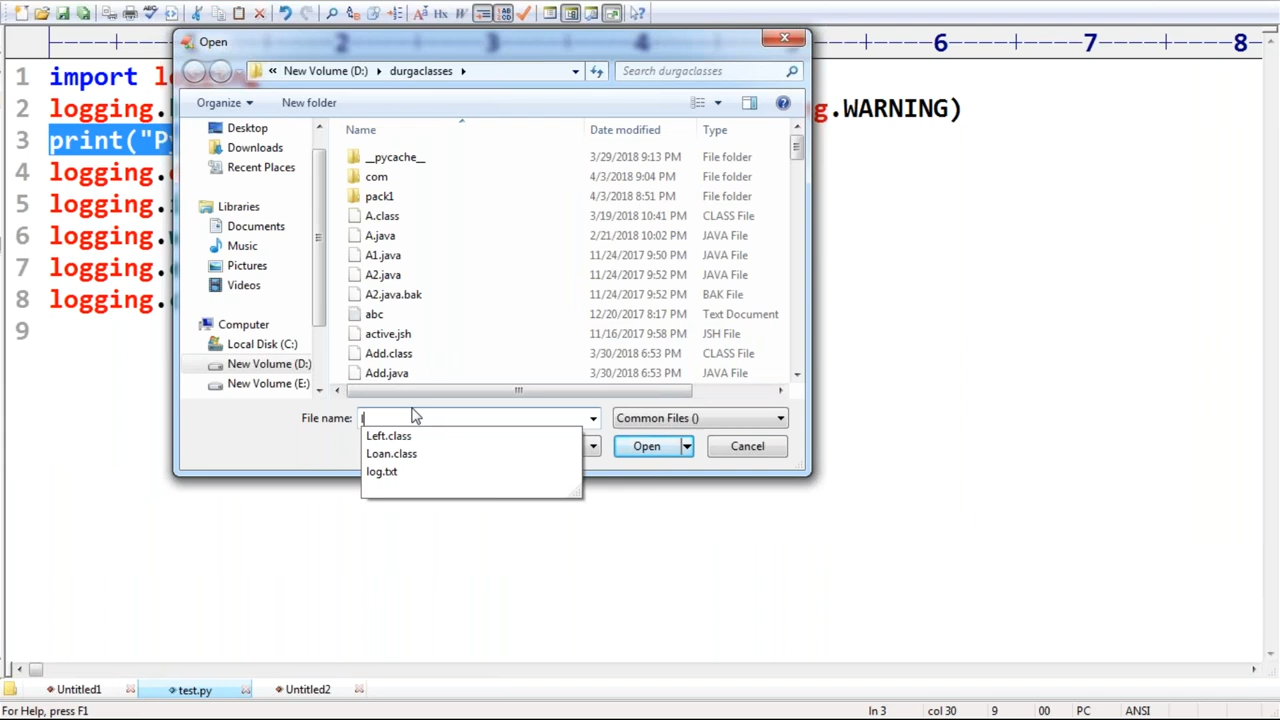 Open
2 3 4 6 7 8
« New Volume (D:) durgaclasses
Search durgaclasses
Organize New folder
1 import lo
2 logging. g.WARNING)
3 print("Py
4 logging.
5 logging.
6 logging.
7 logging.
8 logging.
9
Desktop
Downloads
Recent Places
Libraries
Documents
Music
Pictures
Videos
Computer
Local Disk (C:)
New Volume (D:)
New Volume (E:)
Name Date modified Type
__pycache__ 3/29/2018 9:13 PM File folder
com 4/3/2018 9:04 PM File folder
pack1 4/3/2018 8:51 PM File folder
A.class 3/19/2018 10:41 PM CLASS File
A.java 2/21/2018 10:02 PM JAVA File
A1.java 11/24/2017 9:50 PM JAVA File
A2.java 11/24/2017 9:52 PM JAVA File
A2.java.bak 11/24/2017 9:52 PM BAK File
abc 12/20/2017 8:17 PM Text Document
active.jsh 11/16/2017 9:58 PM JSH File
Add.class 3/30/2018 6:53 PM CLASS File
Add.java 3/30/2018 6:53 PM JAVA File
File name: l Common Files ()
Left.class
Loan.class
log.txt
Open Cancel
Untitled1 test.py Untitled2
For Help, press F1 ln 3 col 30 9 00 PC ANSI